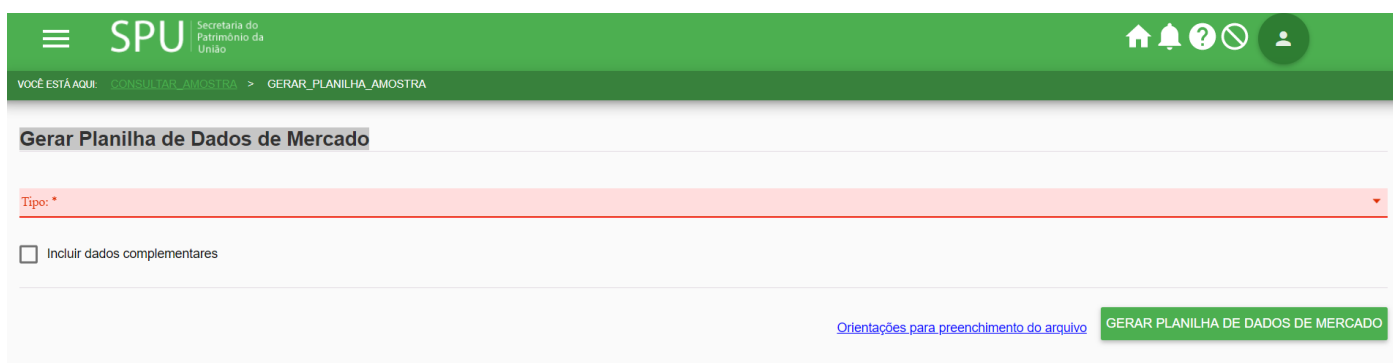 SPU
Secretaria do
Patrimônio da
União
VOCÊ ESTÁ AQUI: CONSULTAR_AMOSTRA > GERAR_PLANILHA_AMOSTRA
Gerar Planilha de Dados de Mercado
Tipo: *
Incluir dados complementares
Orientações para preenchimento do arquivo
GERAR PLANILHA DE DADOS DE MERCADO